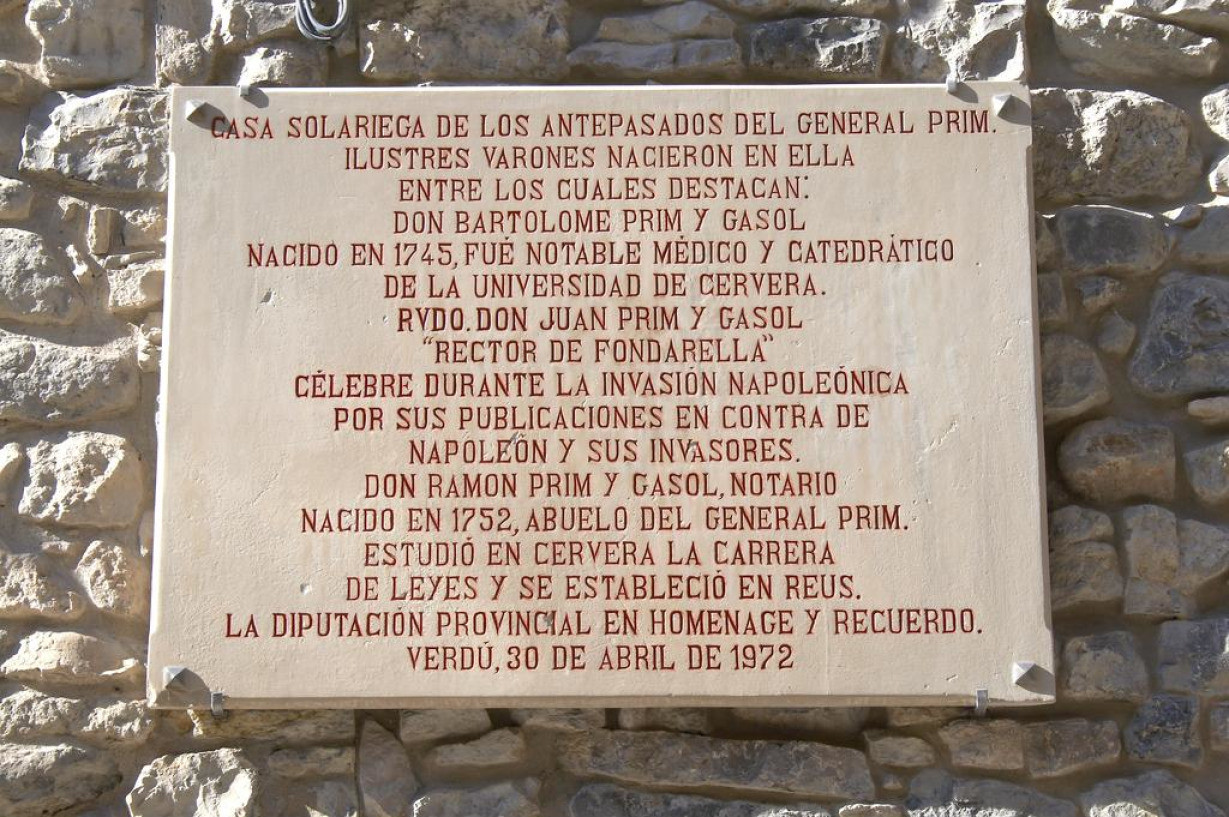 CASA SOLARIEGA DE LOS ANTEPASADOS DEL GENERAL PRIM.
ILUSTRES VARONES NACIERON EN ELLA
ENTRE LOS CUALES DESTACAN:
DON BARTOLOME PRIM Y GASOL
NACIDO EN 1745, FUÉ NOTABLE MÉDICO Y CATEDRÁTICO
DE LA UNIVERSIDAD DE CERVERA.
RVDO. DON JUAN PRIM Y GASOL
"RECTOR DE FONDARELLA"
CÉLEBRE DURANTE LA INVASIÓN NAPOLEÓNICA
POR SUS PUBLICACIONES EN CONTRA DE
NAPOLEÓN Y SUS INVASORES.
DON RAMON PRIM Y GASOL, NOTARIO
NACIDO EN 1752, ABUELO DEL GENERAL PRIM.
ESTUDIÓ EN CERVERA LA CARRERA
DE LEYES Y SE ESTABLECIÓ EN REUS.
LA DIPUTACIÓN PROVINCIAL EN HOMENAGE Y RECUERDO.
VERDÚ, 30 DE ABRIL DE 1972